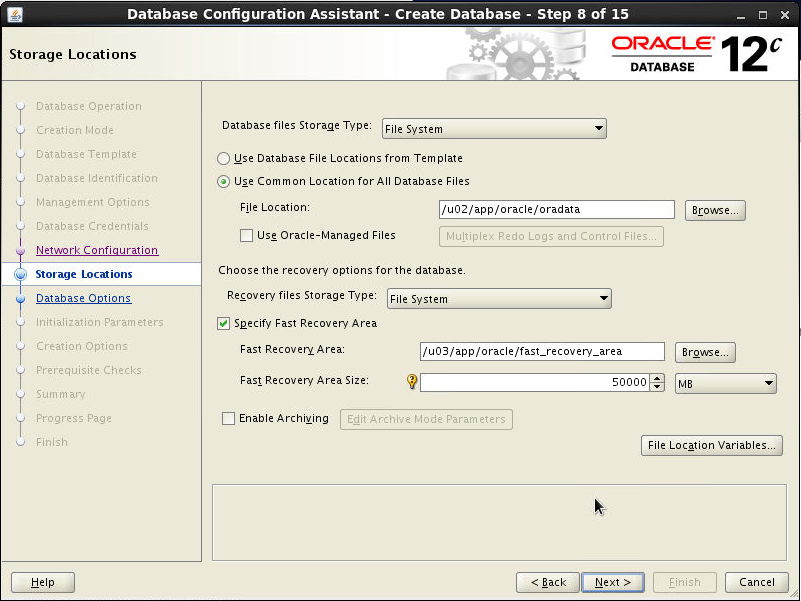 Database Configuration Assistant - Create Database - Step 8 of 15
Storage Locations
ORACLE
DATABASE
12c
Database Operation
Creation Mode
Database Template
Database Identification
Management Options
Database Credentials
Network Configuration
Storage Locations
Database Options
Initialization Parameters
Creation Options
Prerequisite Checks
Summary
Progress Page
Finish
Database files Storage Type: File System
Use Database File Locations from Template
Use Common Location for All Database Files
File Location: /u02/app/oracle/oradata Browse...
Use Oracle-Managed Files Multiplex Redo Logs and Control Files...
Choose the recovery options for the database.
Recovery files Storage Type: File System
Specify Fast Recovery Area
Fast Recovery Area: /u03/app/oracle/fast_recovery_area Browse...
Fast Recovery Area Size: 50000 MB
Enable Archiving Edit Archive Mode Parameters
File Location Variables...
Help < Back Next > Finish Cancel